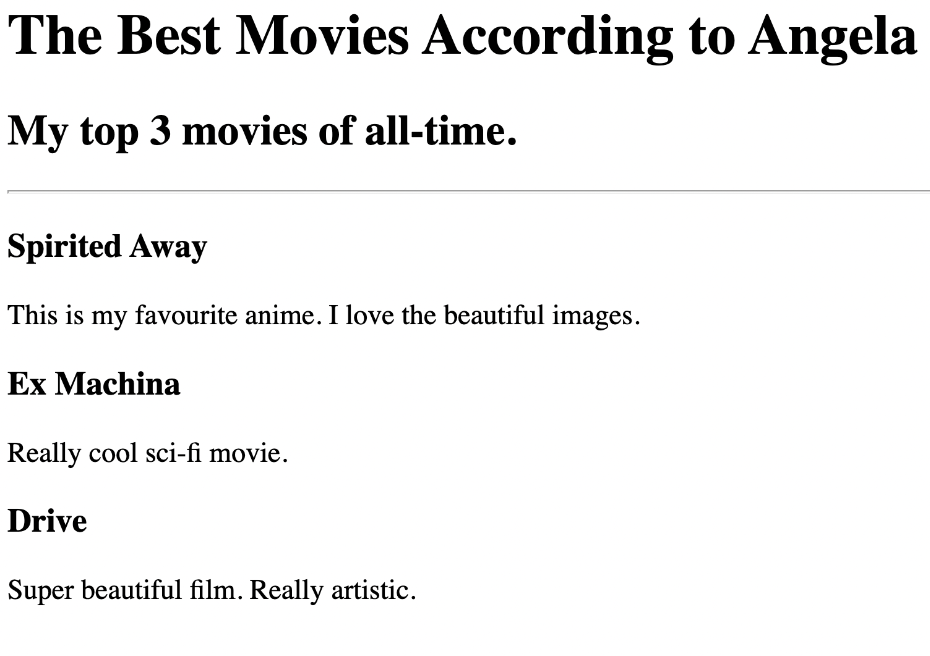 The Best Movies According to Angela
My top 3 movies of all-time.
Spirited Away
This is my favourite anime. I love the beautiful images.
Ex Machina
Really cool sci-fi movie.
Drive
Super beautiful film. Really artistic.